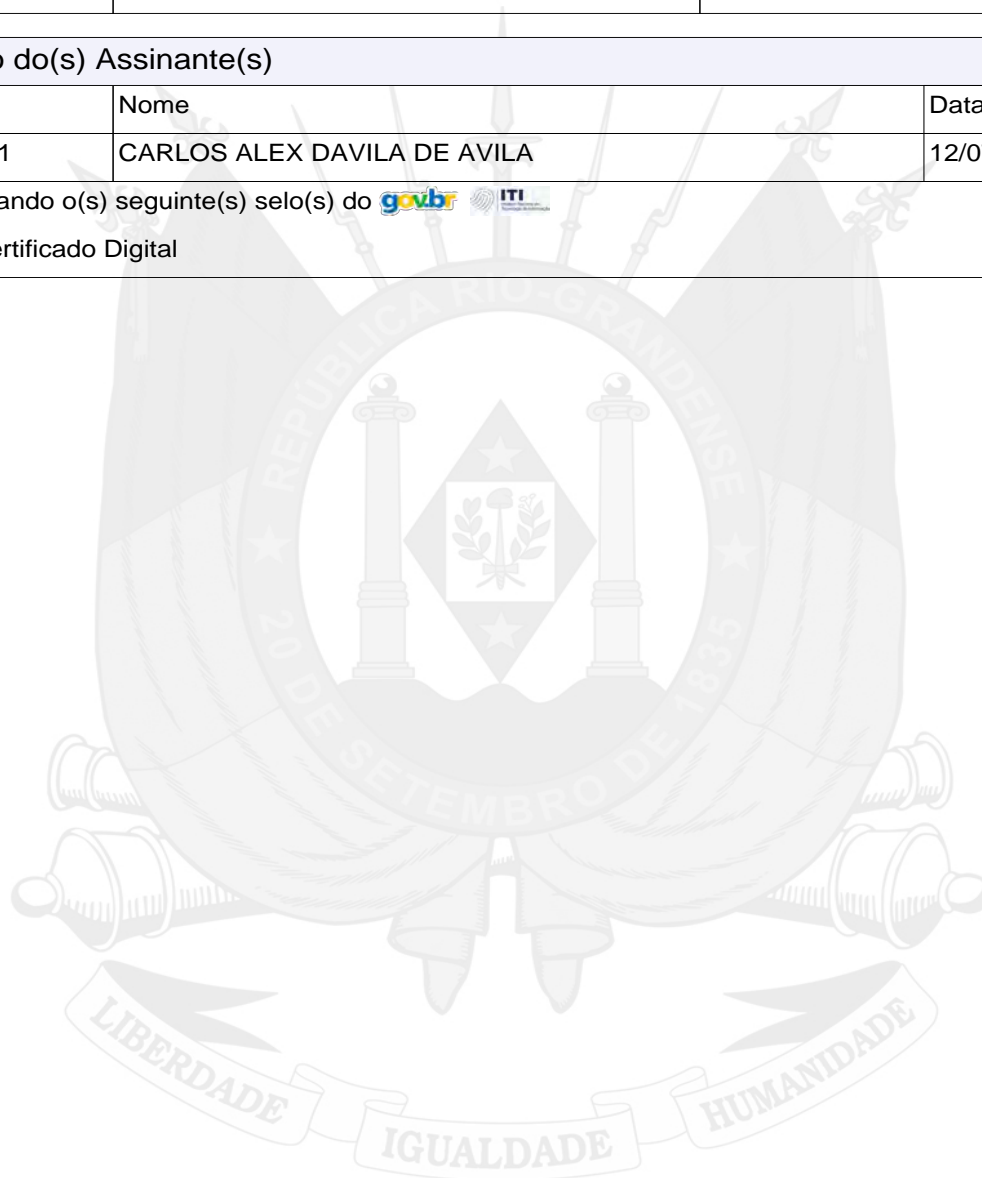 o do(s) Assinante(s)
Nome Data
1 CARLOS ALEX DAVILA DE AVILA 12/0
ando o(s) seguinte(s) selo(s) do gov.br ITI
ertificado Digital
REPÚBLICA RIO-GRANDENSE
20 DE SETEMBRO DE 1835
LIBERDADE
IGUALDADE
HUMANIDADE